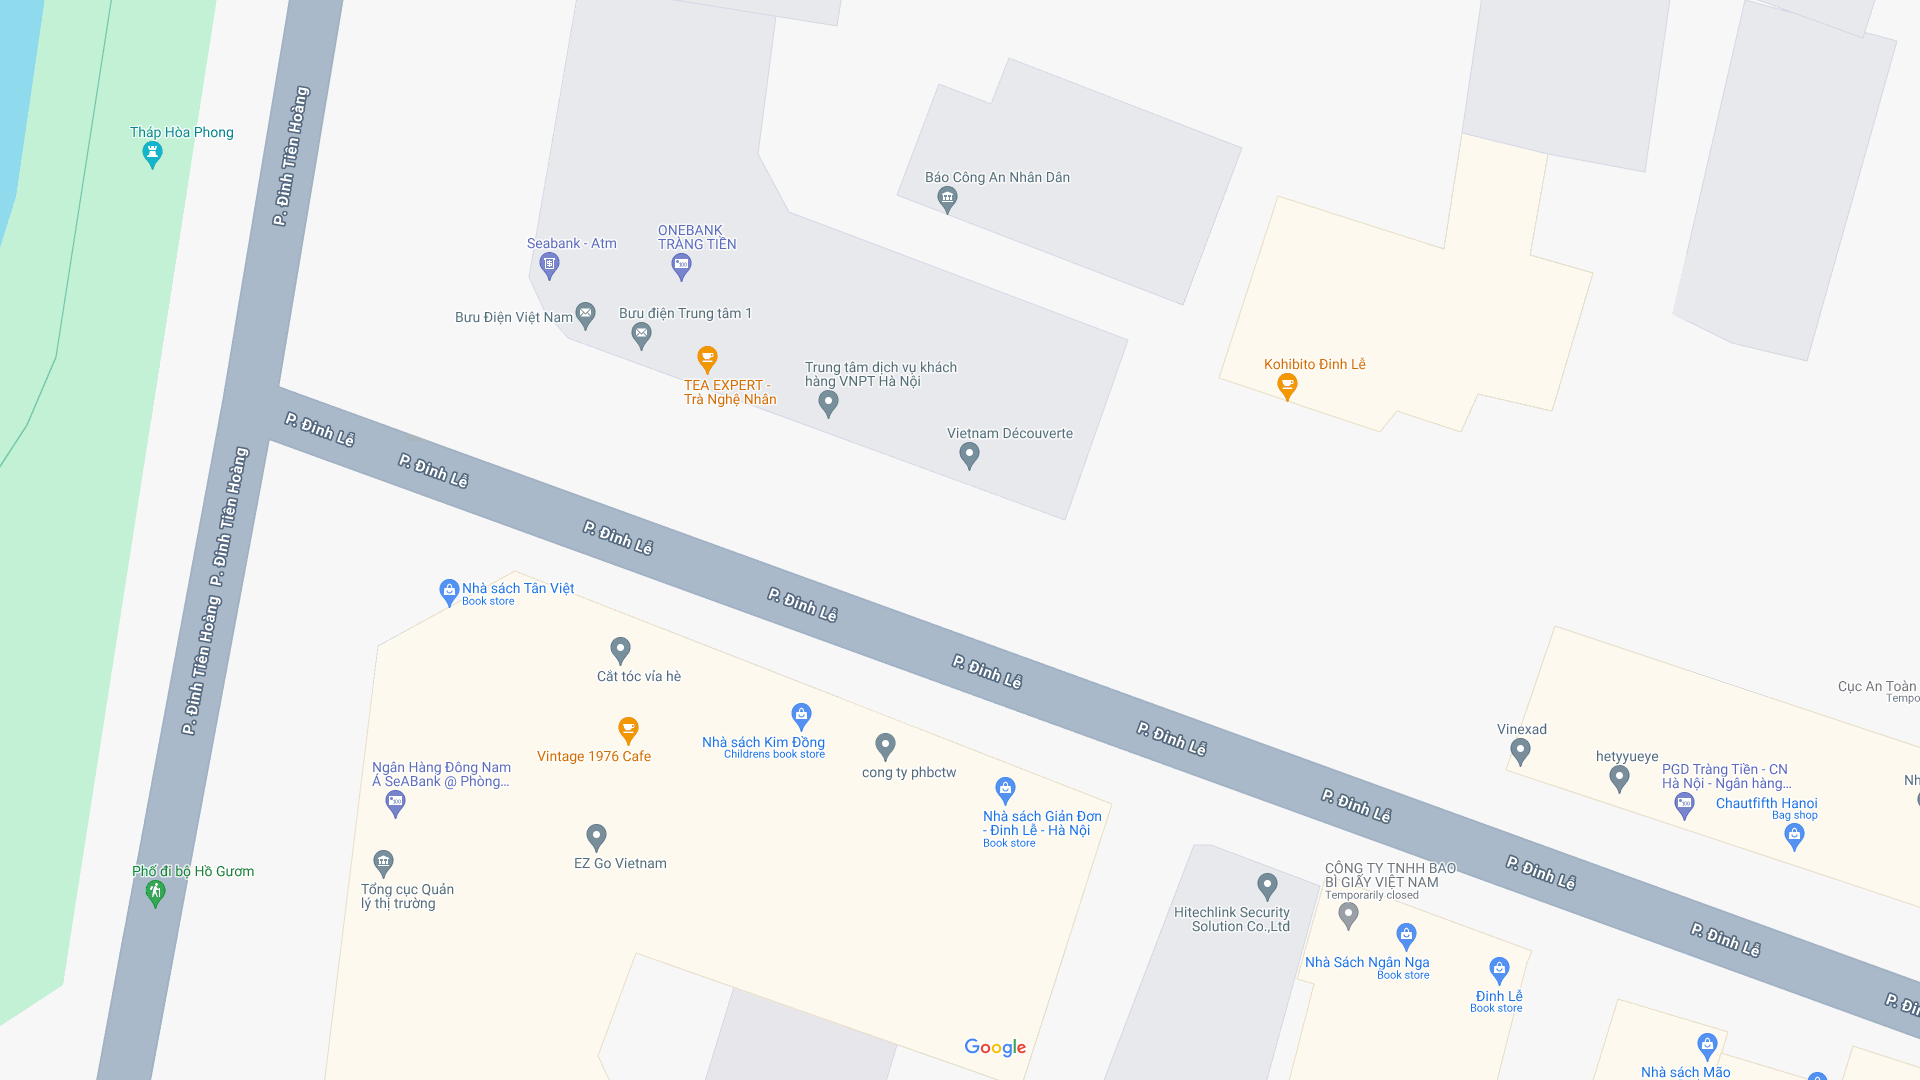 P. Đinh Tiên Hoàng
Tháp Hòa Phong
Báo Công An Nhân Dân
ONEBANK
TRÀNG TIỀN
Seabank - Atm
Bưu Điện Việt Nam
Bưu điện Trung tâm 1
TEA EXPERT -
Trà Nghệ Nhân
Trung tâm dịch vụ khách
hàng VNPT Hà Nội
Kohibito Đinh Lễ
Vietnam Découverte
P. Đinh Lễ
P. Đinh Lễ
P. Đinh Lễ
P. Đinh Lễ
P. Đinh Lễ
P. Đinh Lễ
P. Đinh Lễ
P. Đinh Lễ
P. Đinh Lễ
P. Đin
P. Đinh Tiên Hoàng
P. Đinh Tiên Hoàng
Nhà sách Tân Việt
Book store
Cắt tóc vỉa hè
Vintage 1976 Cafe
Nhà sách Kim Đồng
Childrens book store
cong ty phbctw
Ngân Hàng Đông Nam
Á SeABank @ Phòng...
Nhà sách Giản Đơn
- Đinh Lễ - Hà Nội
Book store
EZ Go Vietnam
Phố đi bộ Hồ Gươm
Tổng cục Quản
lý thị trường
Cục An Toàn
Tempo
Vinexad
hetyyueye
PGD Tràng Tiền - CN
Hà Nội - Ngân hàng...
Nh
Chautfifth Hanoi
Bag shop
CÔNG TY TNHH BAO
BÌ GIẤY VIỆT NAM
Temporarily closed
Hitechlink Security
Solution Co.,Ltd
Nhà Sách Ngân Nga
Book store
Đinh Lễ
Book store
Nhà sách Mão
Google